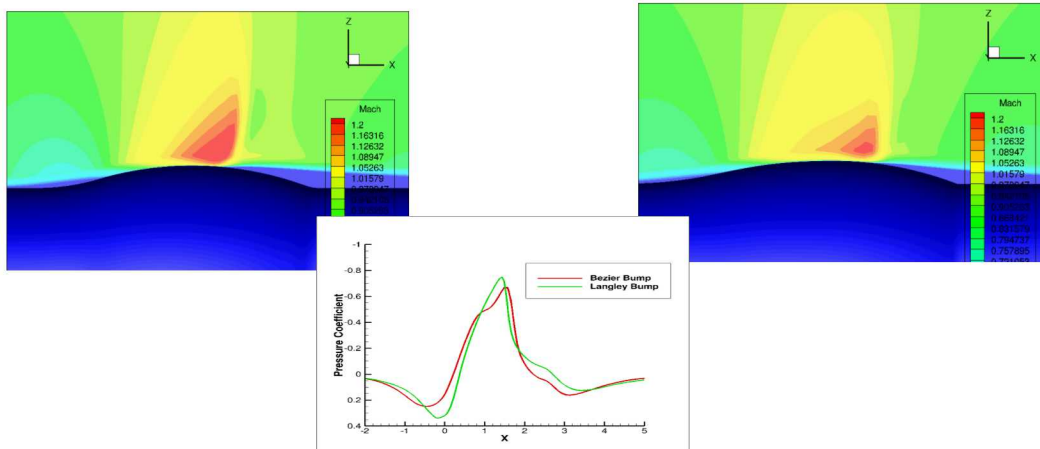 Z
X
Mach
1.2
1.16316
1.12632
1.08947
1.05263
1.01579
Z
X
Mach
1.2
1.16316
1.12632
1.08947
1.05263
1.01579
0.794737
0.757895
0.721053
-1
-0.8
-0.6
-0.4
-0.2
0
0.2
0.4
Pressure Coefficient
Bezier Bump
Langley Bump
-2 -1 0 1 2 3 4 5
X